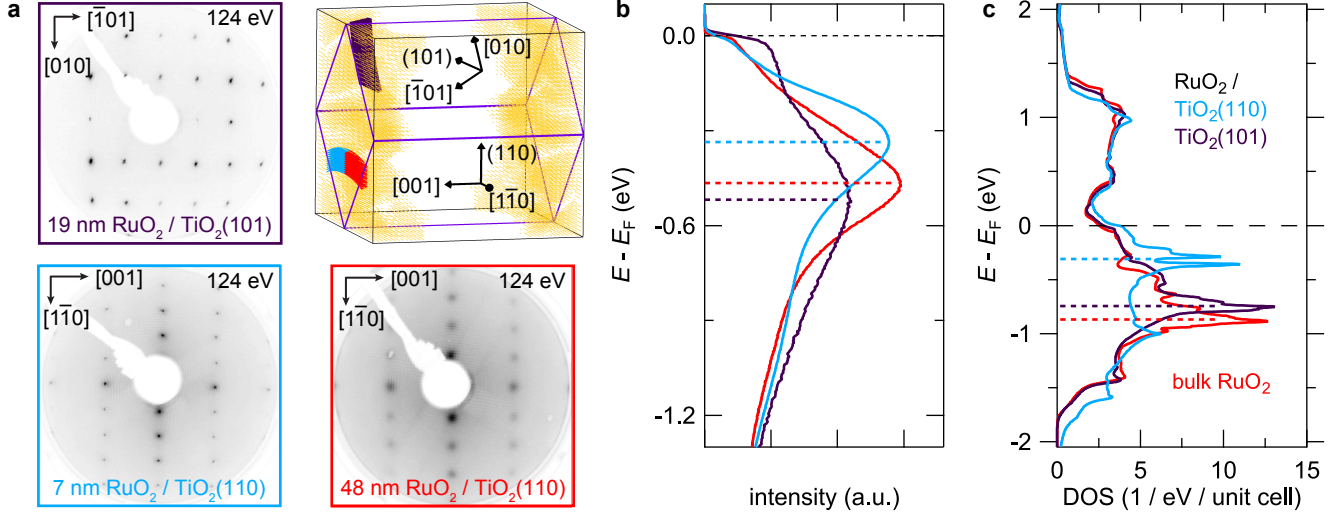 a
[1̅01]
124 eV
[010]
19 nm RuO₂ / TiO₂(101)
[010]
(101)
[1̅01]
(110)
[001]
[11̅0]
[001]
124 eV
[11̅0]
7 nm RuO₂ / TiO₂(110)
[001]
124 eV
[11̅0]
48 nm RuO₂ / TiO₂(110)
b
E - E_F (eV)
0.0
-0.6
-1.2
intensity (a.u.)
c
E - E_F (eV)
2
1
0
-1
-2
RuO₂ /
TiO₂(110)
TiO₂(101)
bulk RuO₂
0 5 10 15
DOS (1 / eV / unit cell)